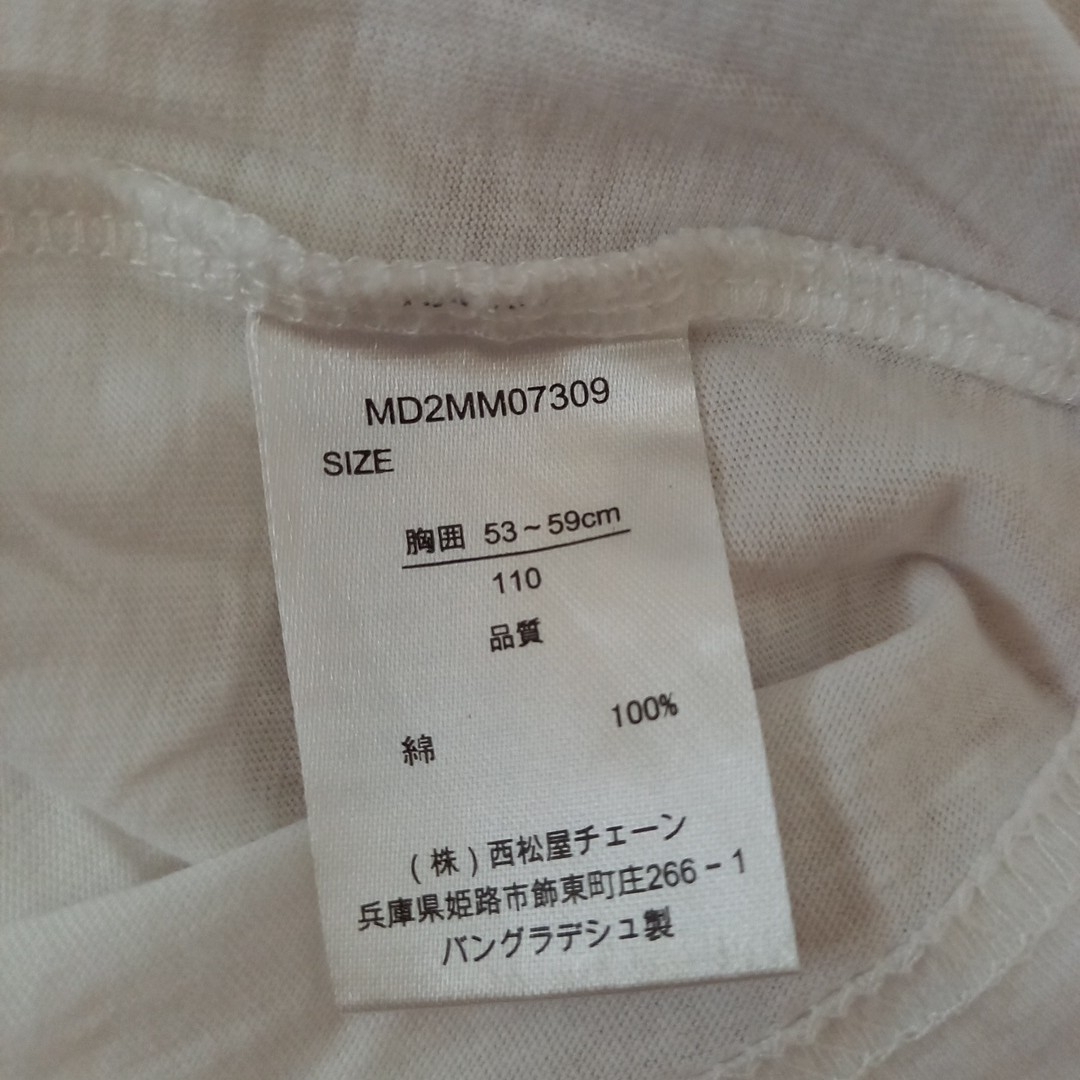 MD2MM07309
SIZE
胸囲 53～59cm
110
品質
綿 100%
(株)西松屋チェーン
兵庫県姫路市飾東町庄266-1
バングラデシュ製